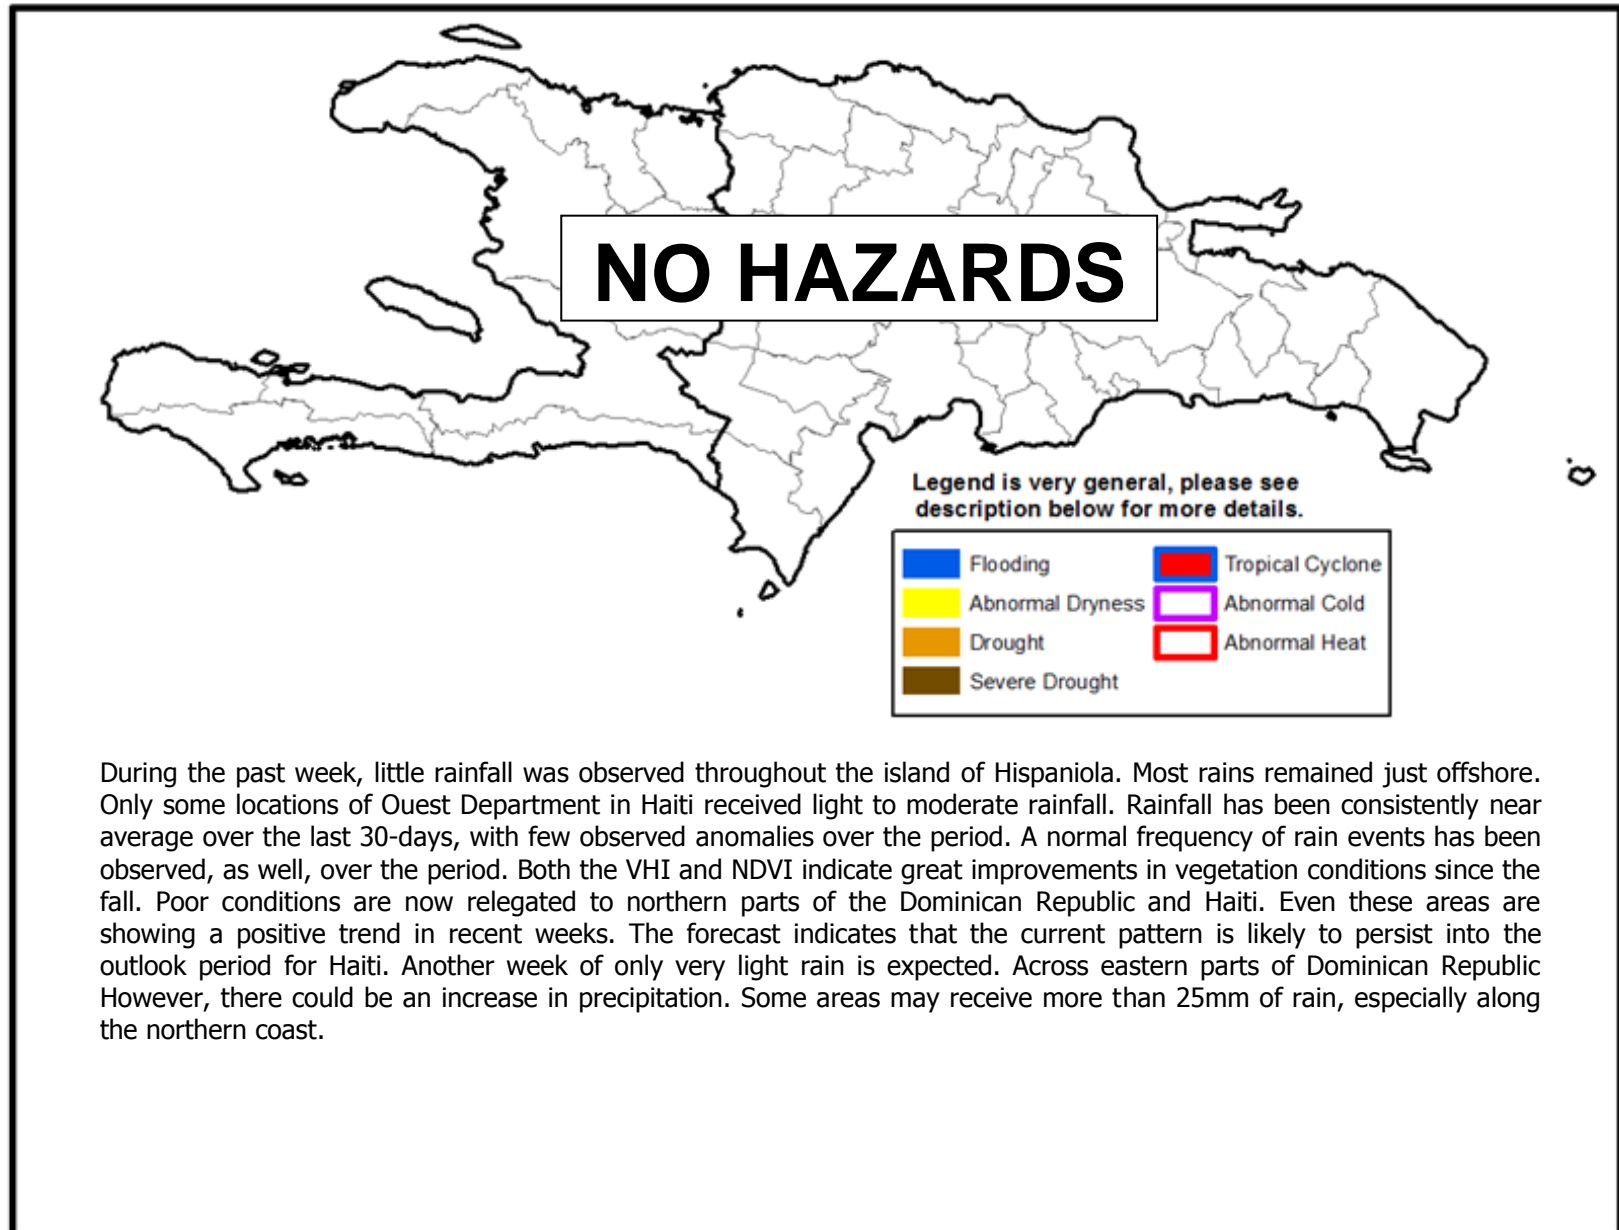 NO HAZARDS
Legend is very general, please see
description below for more details.
Flooding
Abnormal Dryness
Drought
Severe Drought
Tropical Cyclone
Abnormal Cold
Abnormal Heat
During the past week, little rainfall was observed throughout the island of Hispaniola. Most rains remained just offshore.
Only some locations of Ouest Department in Haiti received light to moderate rainfall. Rainfall has been consistently near
average over the last 30-days, with few observed anomalies over the period. A normal frequency of rain events has been
observed, as well, over the period. Both the VHI and NDVI indicate great improvements in vegetation conditions since the
fall. Poor conditions are now relegated to northern parts of the Dominican Republic and Haiti. Even these areas are
showing a positive trend in recent weeks. The forecast indicates that the current pattern is likely to persist into the
outlook period for Haiti. Another week of only very light rain is expected. Across eastern parts of Dominican Republic
However, there could be an increase in precipitation. Some areas may receive more than 25mm of rain, especially along
the northern coast.